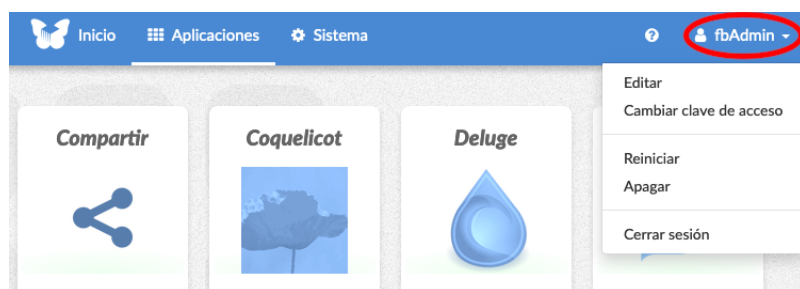 Inicio Aplicaciones Sistema fbAdmin
Editar
Cambiar clave de acceso
Reiniciar
Apagar
Cerrar sesión
Compartir Coquelicot Deluge